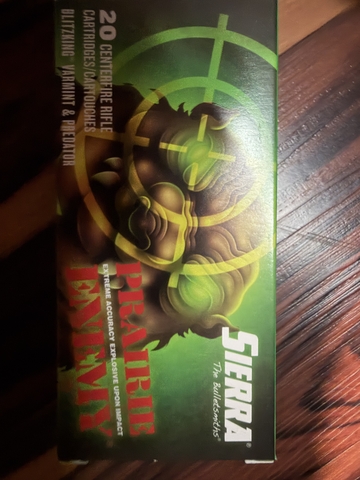 SIERRA®
The Bulletsmiths®
PRAIRIE
EXTREME ACCURACY EXPLOSIVE UPON IMPACT
ENEMY
20 CENTERFIRE RIFLE
CARTRIDGES/CARTOUCHES
BLITZKING® VARMINT & PREDATOR